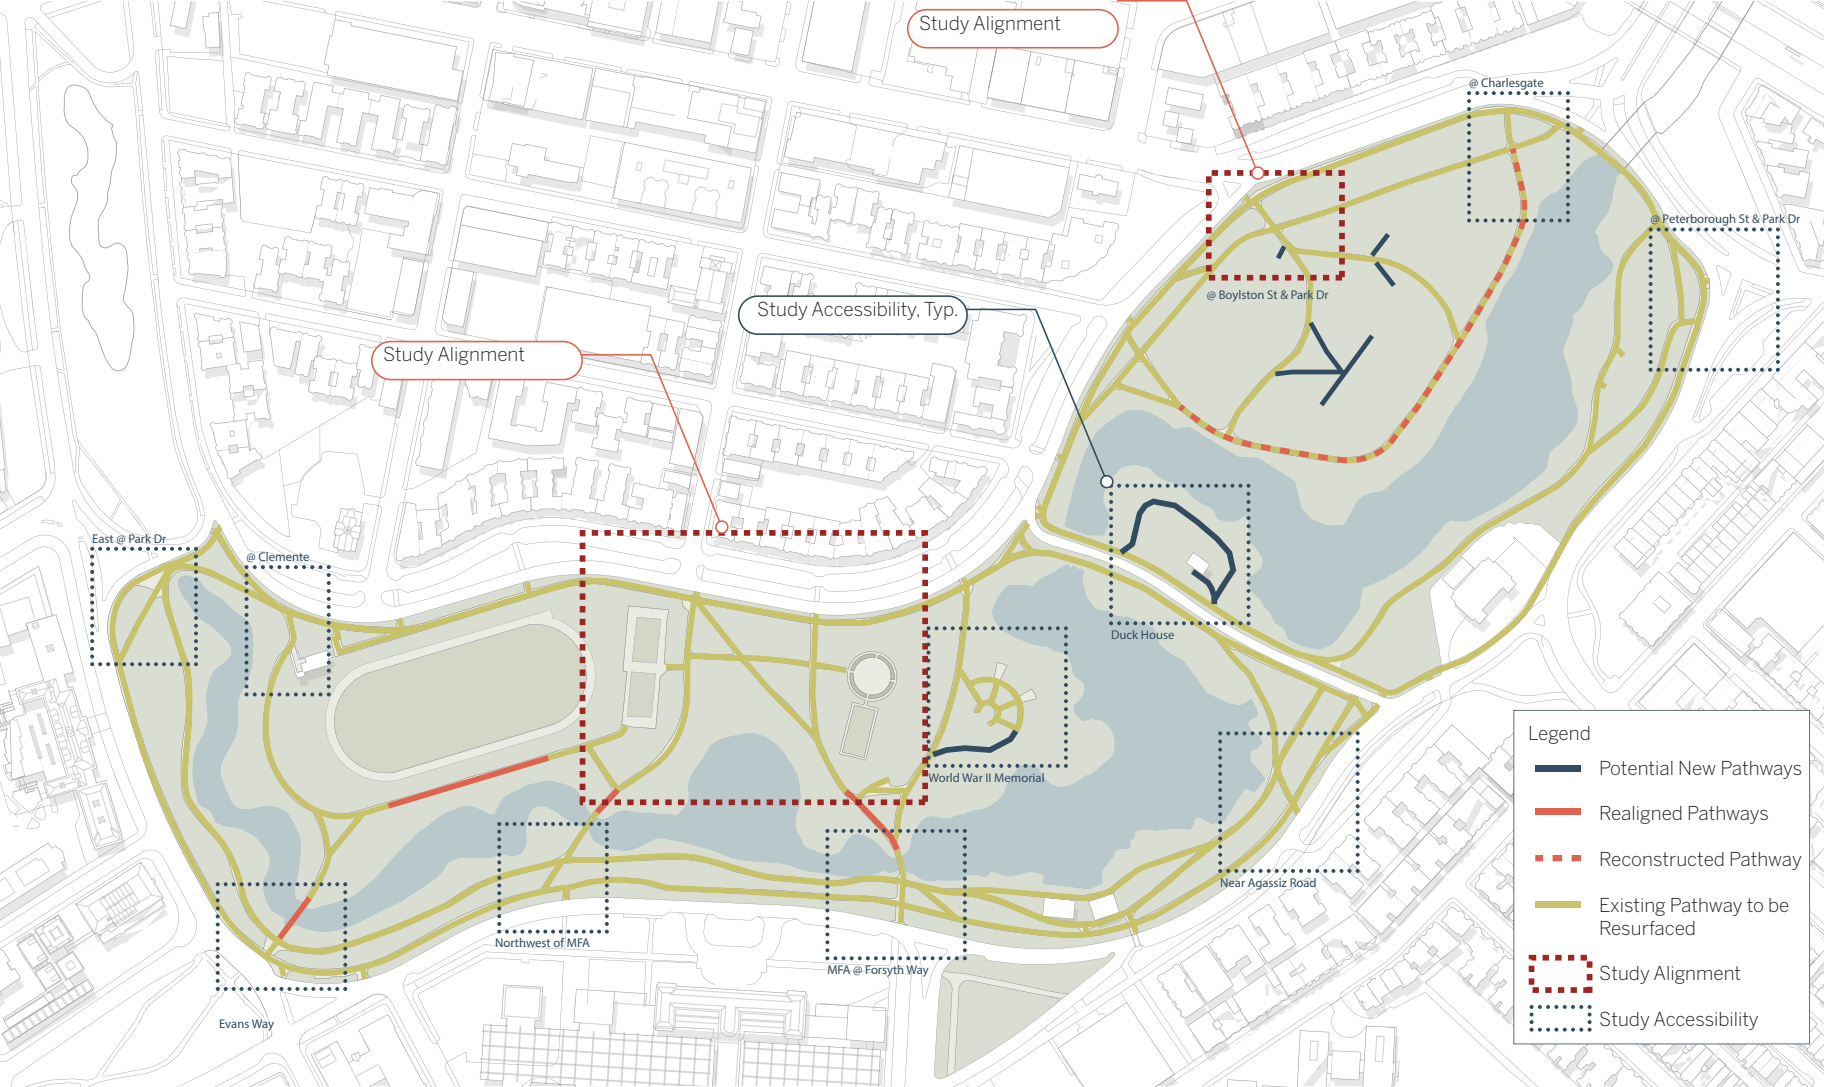 Study Alignment
@ Charlesgate
@ Peterborough St & Park Dr
@ Boylston St & Park Dr
Study Accessibility, Typ.
Study Alignment
East @ Park Dr
@ Clemente
Duck House
World War II Memorial
Near Agassiz Road
Northwest of MFA
MFA @ Forsyth Way
Evans Way
Legend
Potential New Pathways
Realigned Pathways
Reconstructed Pathway
Existing Pathway to be
Resurfaced
Study Alignment
Study Accessibility